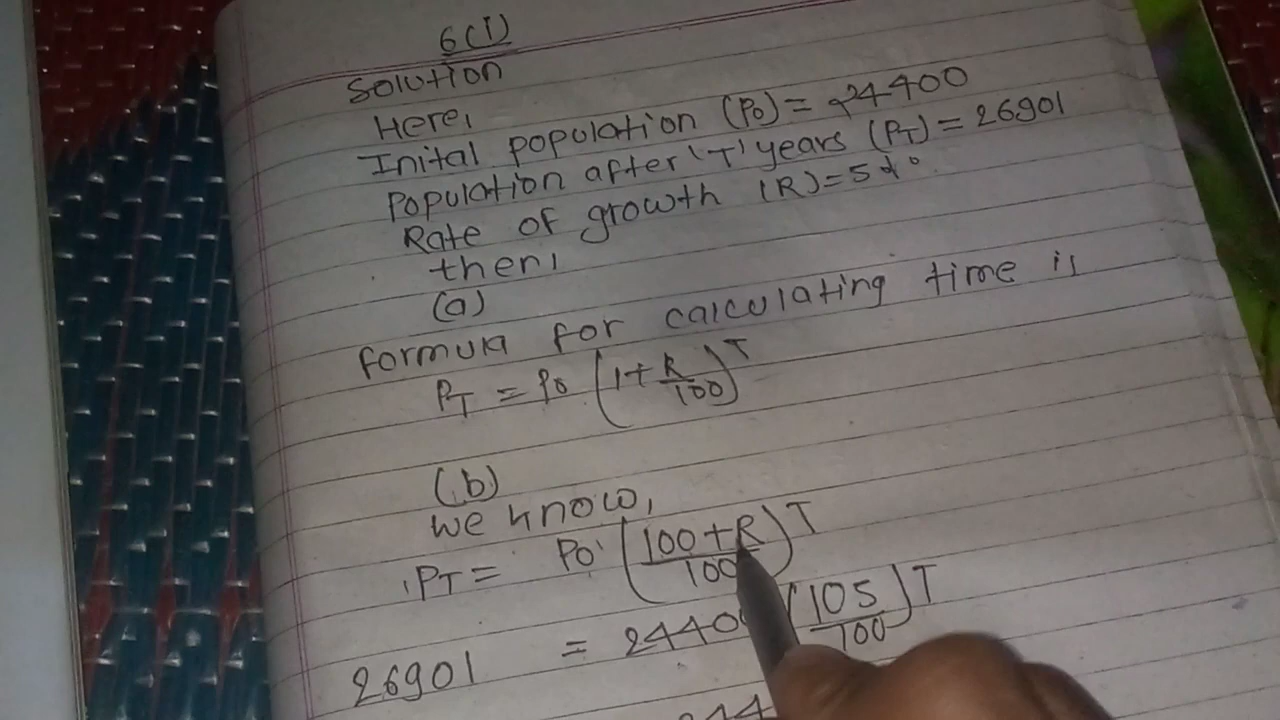 6(I)
Solution
Here,
Inital population (P0) = 24400
Population after 'T' years (PT) = 26901
Rate of growth (R) = 5%
then,
(a)
formula for calculating time is
PT = P0 (1 + R/100)^T
(b)
we know,
PT = P0 (100 + R/100)^T
26901 = 24400 (105/100)^T